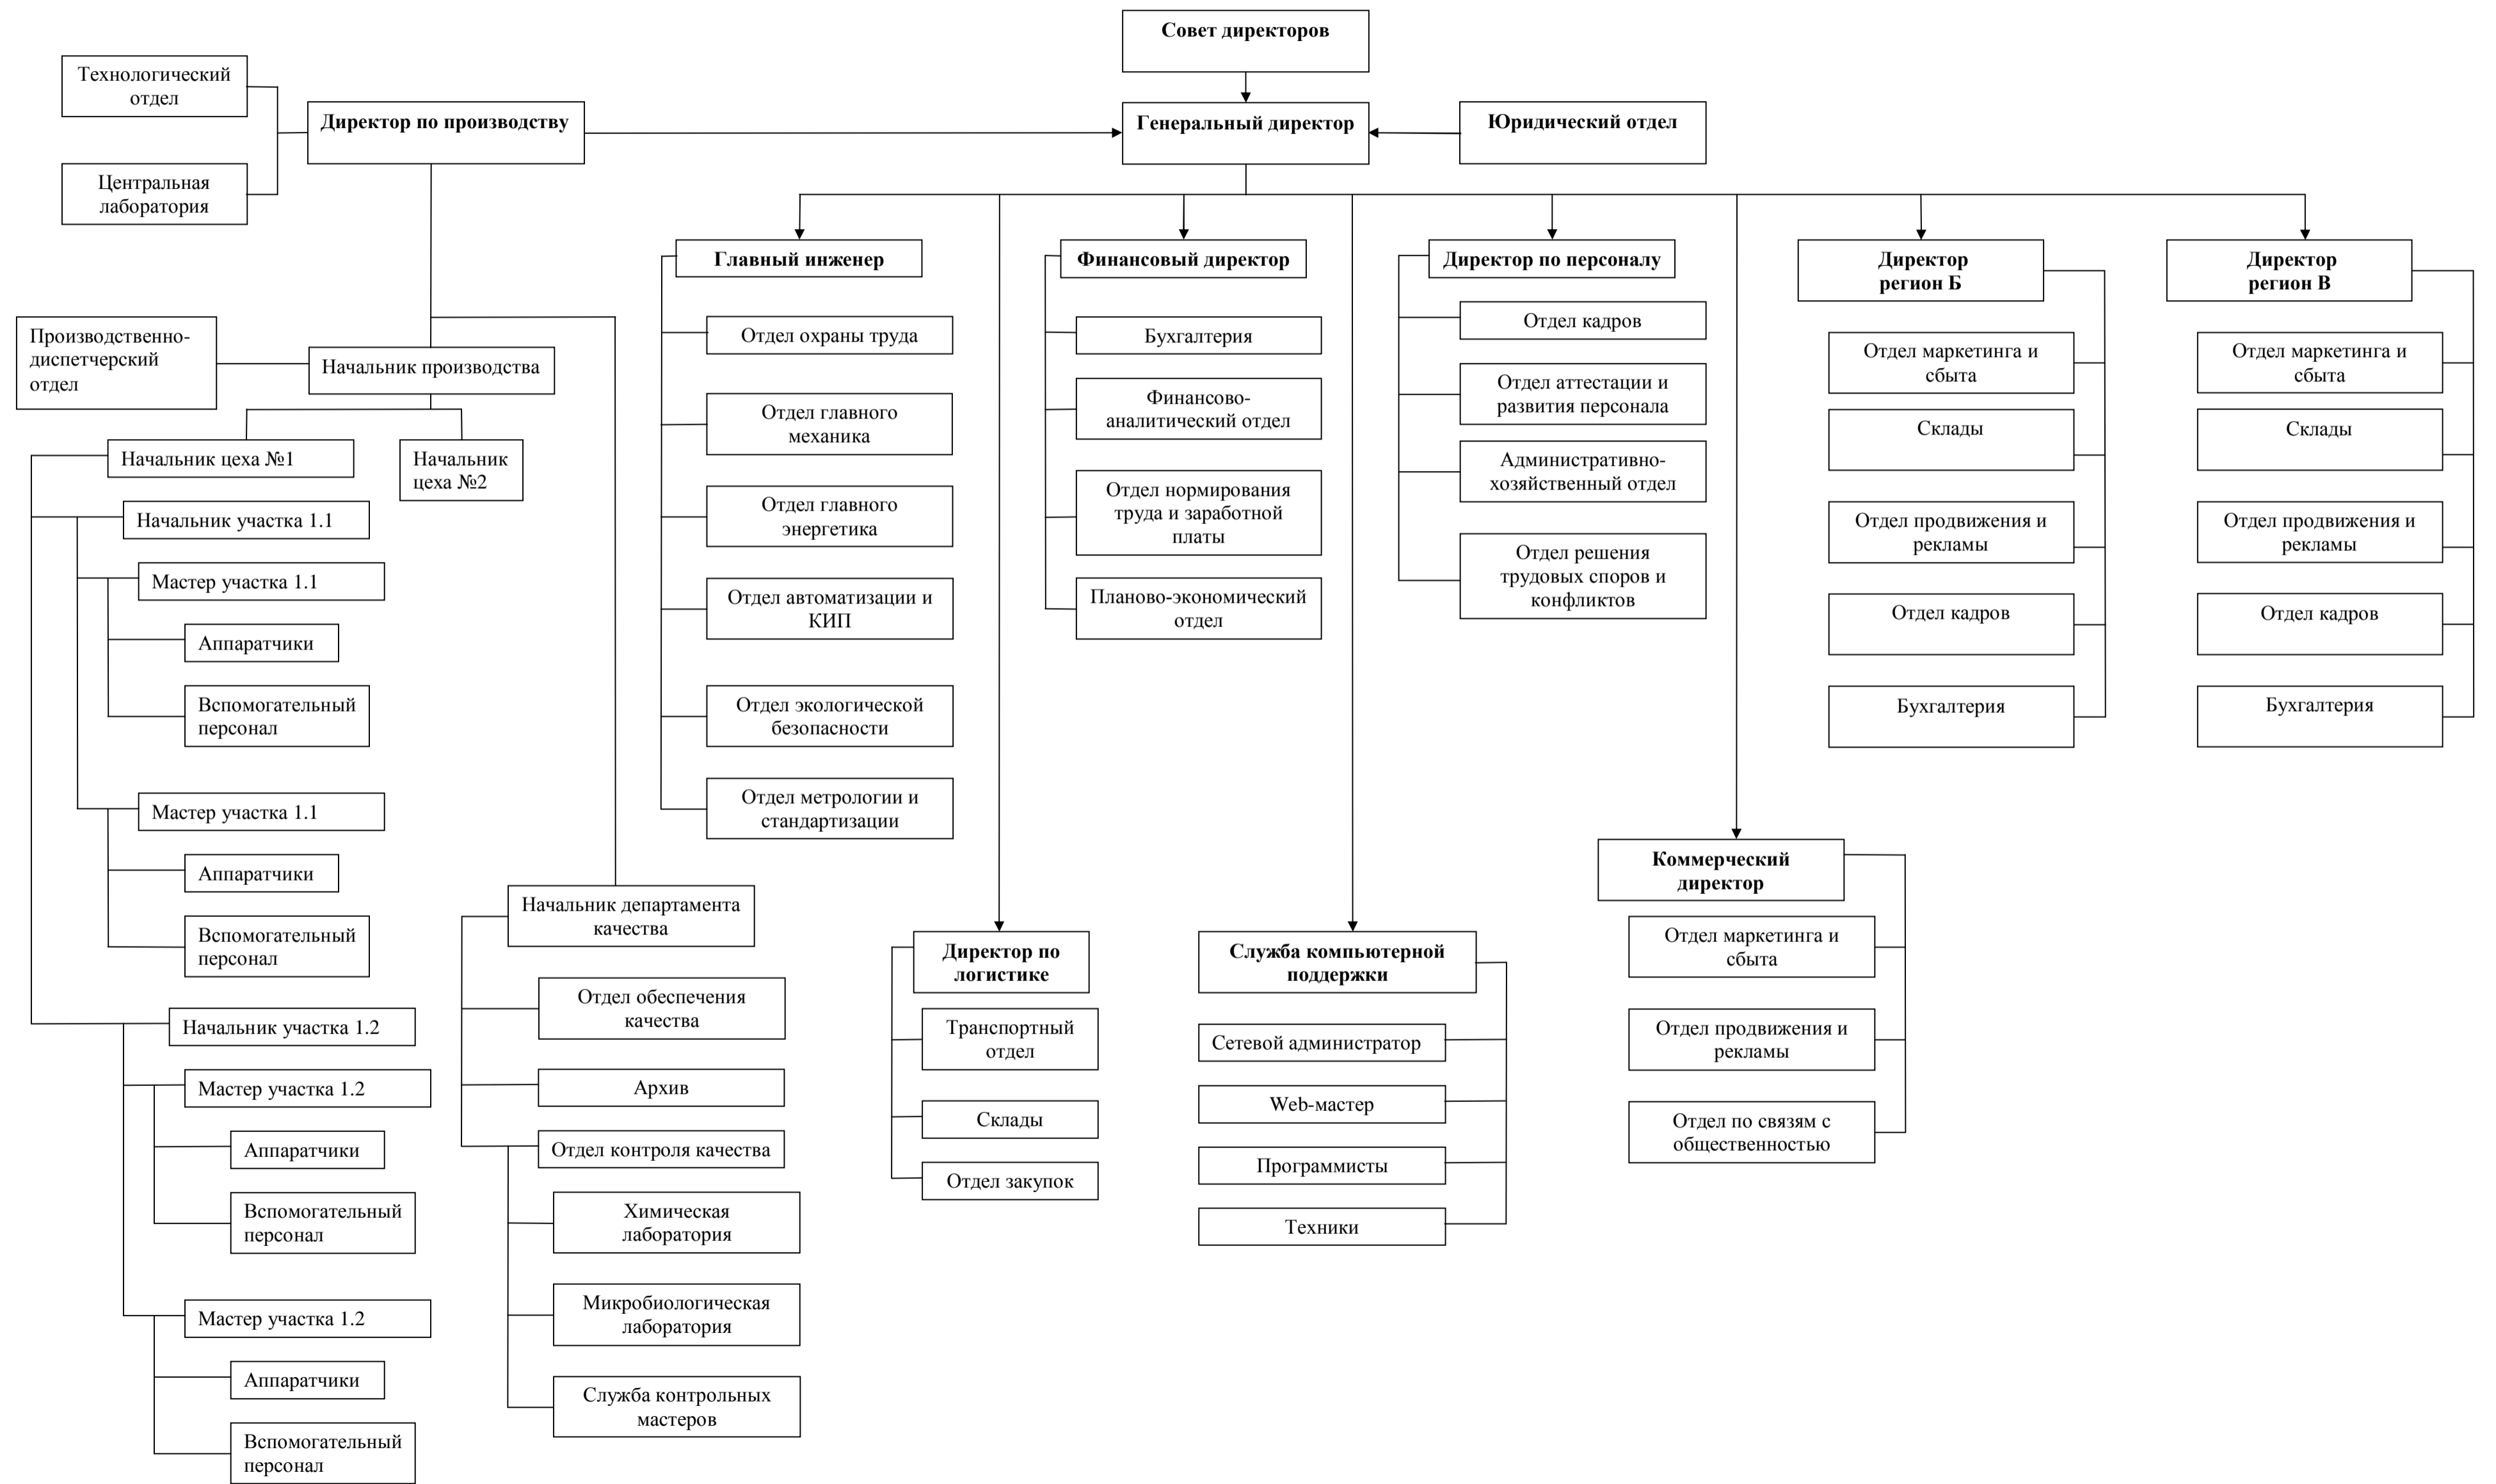 Совет директоров
Технологический
отдел
Директор по производству
Генеральный директор
Юридический отдел
Центральная
лаборатория
Главный инженер
Финансовый директор
Директор по персоналу
Директор
регион Б
Директор
регион В
Производственно-
диспетчерский
отдел
Начальник производства
Начальник цеха №1
Начальник
цеха №2
Начальник участка 1.1
Мастер участка 1.1
Аппаратчики
Вспомогательный
персонал
Мастер участка 1.1
Аппаратчики
Вспомогательный
персонал
Начальник участка 1.2
Мастер участка 1.2
Аппаратчики
Вспомогательный
персонал
Мастер участка 1.2
Аппаратчики
Вспомогательный
персонал
Начальник департамента
качества
Отдел обеспечения
качества
Архив
Отдел контроля качества
Химическая
лаборатория
Микробиологическая
лаборатория
Служба контрольных
мастеров
Отдел охраны труда
Отдел главного
механика
Отдел главного
энергетика
Отдел автоматизации и
КИП
Отдел экологической
безопасности
Отдел метрологии и
стандартизации
Директор по
логистике
Транспортный
отдел
Склады
Отдел закупок
Бухгалтерия
Финансово-
аналитический отдел
Отдел нормирования
труда и заработной
платы
Планово-экономический
отдел
Служба компьютерной
поддержки
Сетевой администратор
Web-мастер
Программисты
Техники
Отдел кадров
Отдел аттестации и
развития персонала
Административно-
хозяйственный отдел
Отдел решения
трудовых споров и
конфликтов
Коммерческий
директор
Отдел маркетинга и
сбыта
Отдел продвижения и
рекламы
Отдел по связям с
общественностью
Отдел маркетинга и
сбыта
Склады
Отдел продвижения и
рекламы
Отдел кадров
Бухгалтерия
Отдел маркетинга и
сбыта
Склады
Отдел продвижения и
рекламы
Отдел кадров
Бухгалтерия